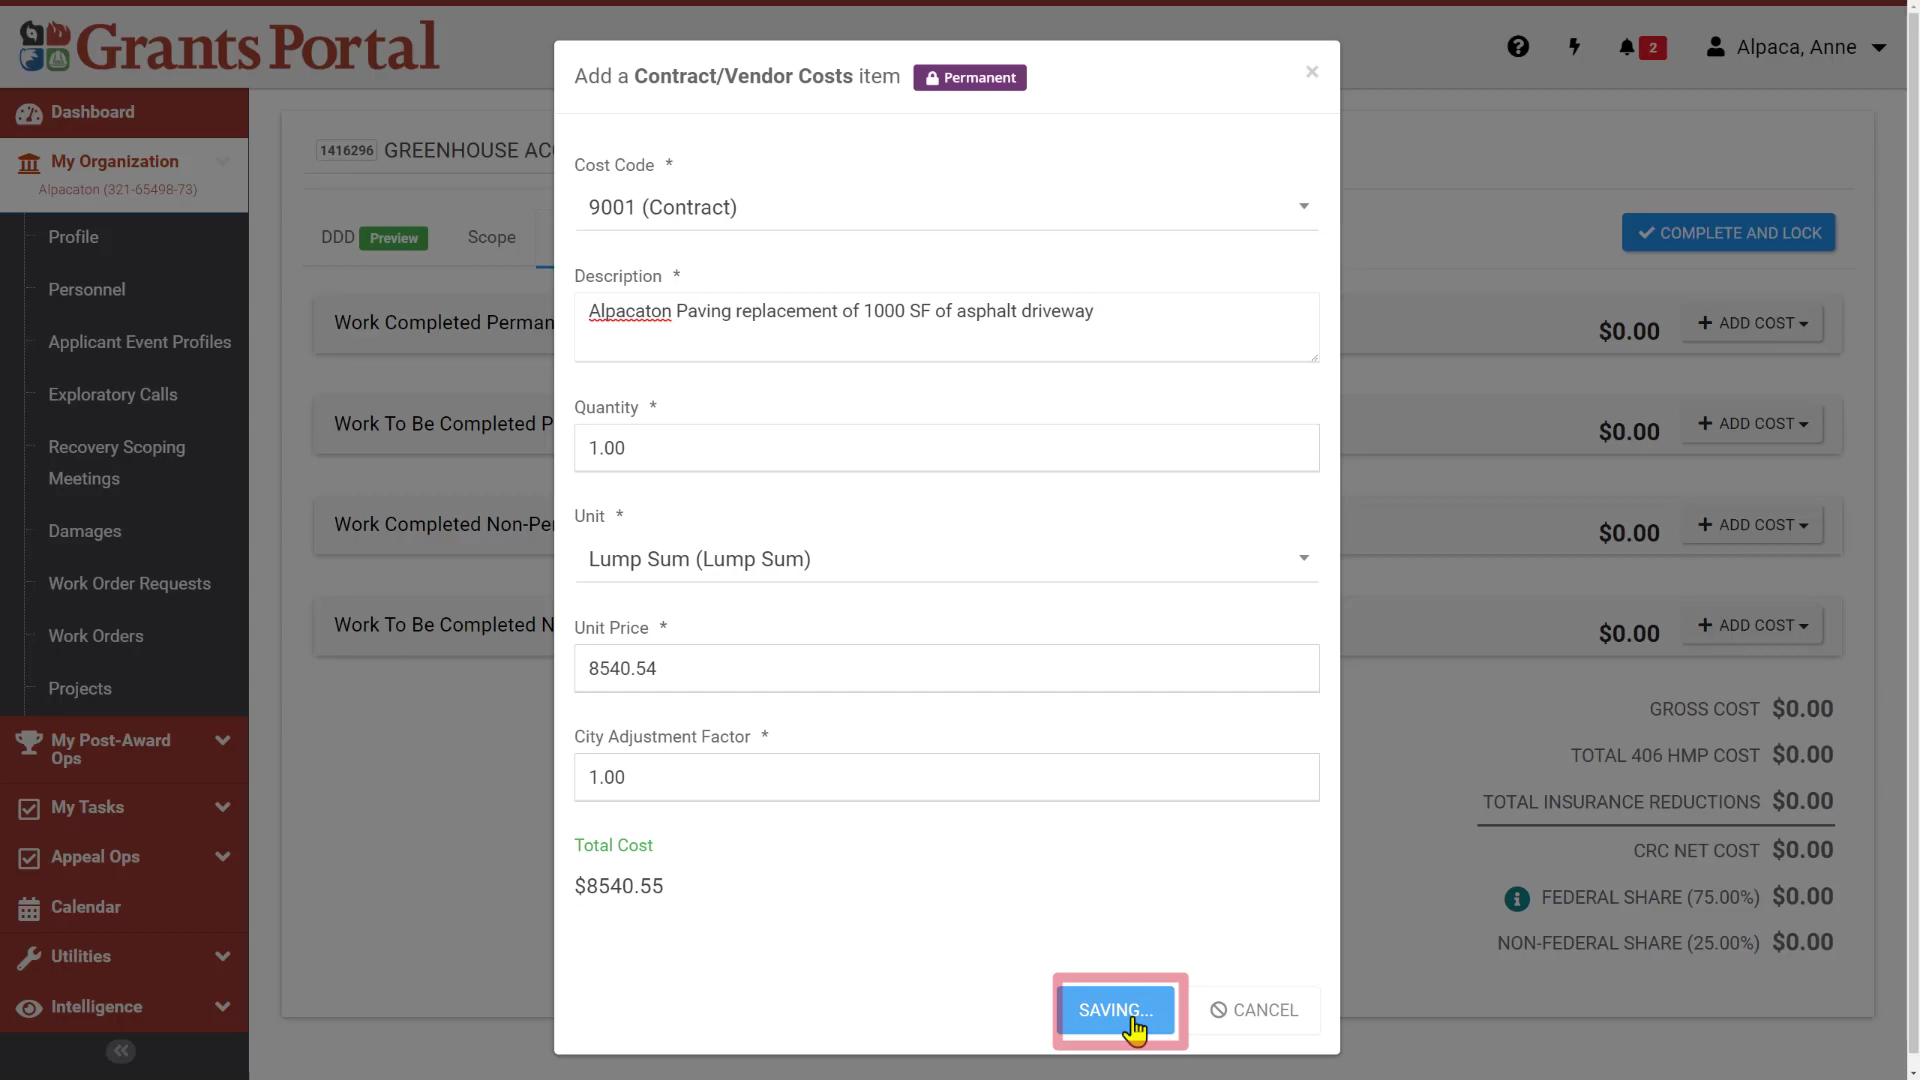 Grants Portal
2
Alpaca, Anne
Dashboard
My Organization
Alpacaton (321-65498-73)
Profile
Personnel
Applicant Event Profiles
Exploratory Calls
Recovery Scoping
Meetings
Damages
Work Order Requests
Work Orders
Projects
My Post-Award
Ops
My Tasks
Appeal Ops
Calendar
Utilities
Intelligence
1416296 GREENHOUSE ACC
DDD Preview Scope
COMPLETE AND LOCK
Work Completed Perman
$0.00 + ADD COST
Work To Be Completed P
$0.00 + ADD COST
Work Completed Non-Per
$0.00 + ADD COST
Work To Be Completed N
$0.00 + ADD COST
GROSS COST $0.00
TOTAL 406 HMP COST $0.00
TOTAL INSURANCE REDUCTIONS $0.00
CRC NET COST $0.00
FEDERAL SHARE (75.00%) $0.00
NON-FEDERAL SHARE (25.00%) $0.00
Add a Contract/Vendor Costs item Permanent ×
Cost Code *
9001 (Contract)
Description *
Alpacaton Paving replacement of 1000 SF of asphalt driveway
Quantity *
1.00
Unit *
Lump Sum (Lump Sum)
Unit Price *
8540.54
City Adjustment Factor *
1.00
Total Cost
$8540.55
SAVING... CANCEL